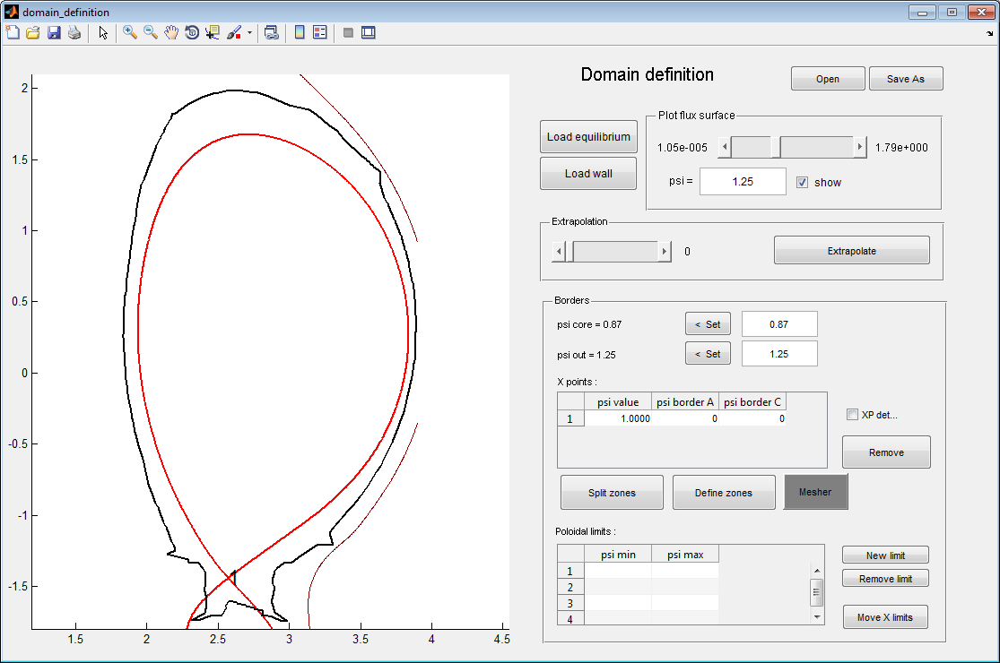 domain_definition
Domain definition
Open
Save As
Load equilibrium
Load wall
Plot flux surface
1.05e-005
1.79e+000
psi =
1.25
show
Extrapolation
0
Extrapolate
Borders
psi core = 0.87
< Set
0.87
psi out = 1.25
< Set
1.25
X points :
psi value psi border A psi border C
1 1.0000 0 0
XP det...
Remove
Split zones
Define zones
Mesher
Poloidal limits :
psi min psi max
1
2
3
4
New limit
Remove limit
Move X limits
2
1.5
1
0.5
0
-0.5
-1
-1.5
1.5 2 2.5 3 3.5 4 4.5
1